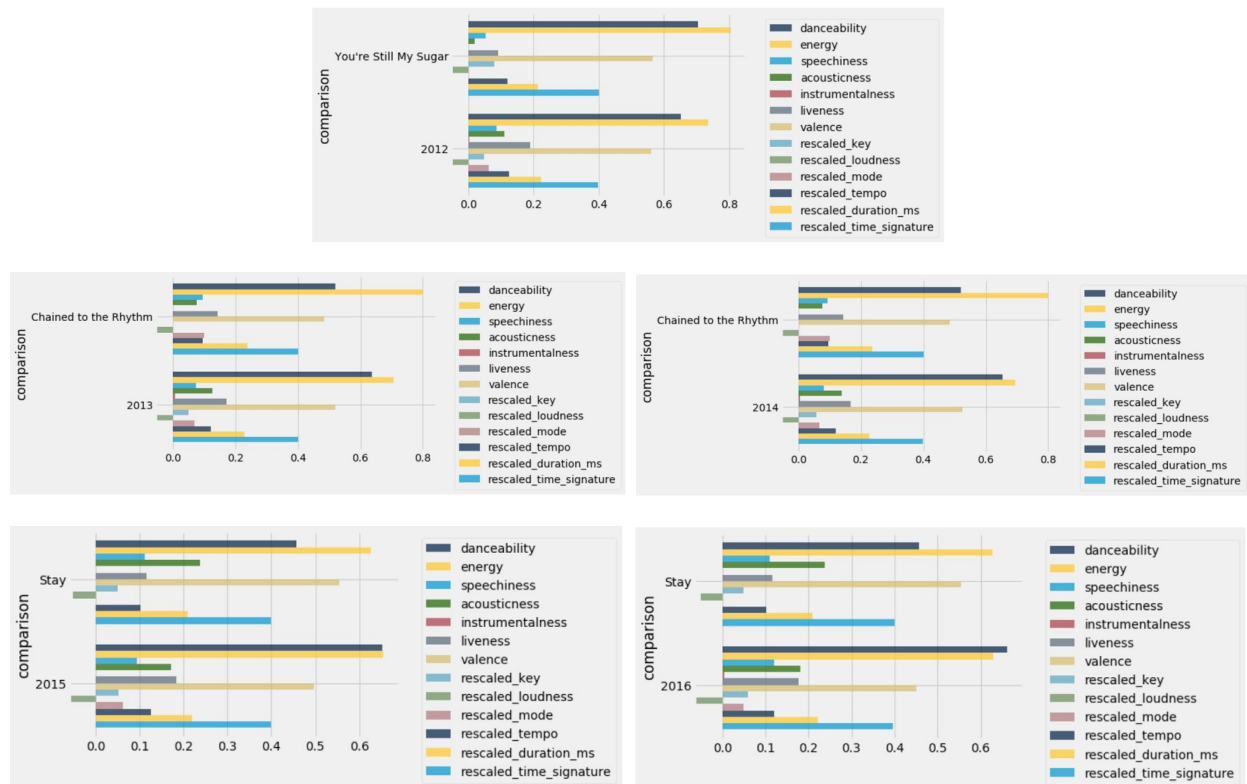 comparison
You're Still My Sugar
2012
0.0 0.2 0.4 0.6 0.8
danceability
energy
speechiness
acousticness
instrumentalness
liveness
valence
rescaled_key
rescaled_loudness
rescaled_mode
rescaled_tempo
rescaled_duration_ms
rescaled_time_signature
comparison
Chained to the Rhythm
2013
0.0 0.2 0.4 0.6 0.8
danceability
energy
speechiness
acousticness
instrumentalness
liveness
valence
rescaled_key
rescaled_loudness
rescaled_mode
rescaled_tempo
rescaled_duration_ms
rescaled_time_signature
comparison
Chained to the Rhythm
2014
0.0 0.2 0.4 0.6 0.8
danceability
energy
speechiness
acousticness
instrumentalness
liveness
valence
rescaled_key
rescaled_loudness
rescaled_mode
rescaled_tempo
rescaled_duration_ms
rescaled_time_signature
comparison
Stay
2015
0.0 0.1 0.2 0.3 0.4 0.5 0.6
danceability
energy
speechiness
acousticness
instrumentalness
liveness
valence
rescaled_key
rescaled_loudness
rescaled_mode
rescaled_tempo
rescaled_duration_ms
rescaled_time_signature
comparison
Stay
2016
0.0 0.1 0.2 0.3 0.4 0.5 0.6
danceability
energy
speechiness
acousticness
instrumentalness
liveness
valence
rescaled_key
rescaled_loudness
rescaled_mode
rescaled_tempo
rescaled_duration_ms
rescaled_time_signature